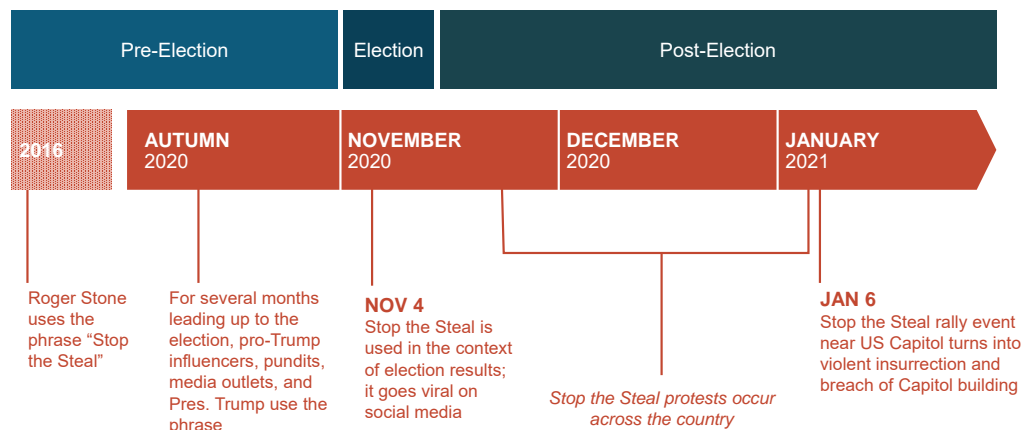 Pre-Election
Election
Post-Election
2016
AUTUMN
2020
NOVEMBER
2020
DECEMBER
2020
JANUARY
2021
Roger Stone
uses the
phrase “Stop
the Steal”
For several months
leading up to the
election, pro-Trump
influencers, pundits,
media outlets, and
Pres. Trump use the
phrase
NOV 4
Stop the Steal is
used in the context
of election results;
it goes viral on
social media
Stop the Steal protests occur
across the country
JAN 6
Stop the Steal rally event
near US Capitol turns into
violent insurrection and
breach of Capitol building